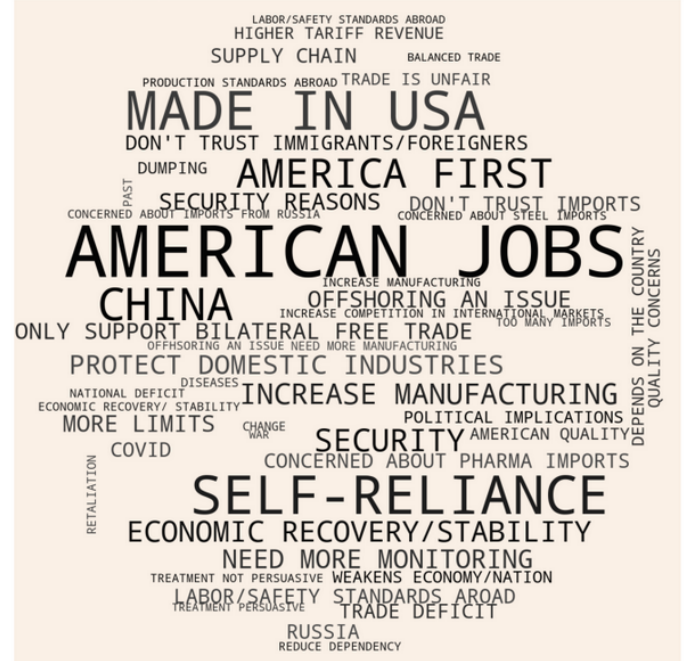 LABOR/SAFETY STANDARDS ABROAD
HIGHER TARIFF REVENUE
SUPPLY CHAIN
BALANCED TRADE
PRODUCTION STANDARDS ABROAD
TRADE IS UNFAIR
MADE IN USA
DON'T TRUST IMMIGRANTS/FOREIGNERS
DUMPING
AMERICA FIRST
PAST
SECURITY REASONS
DON'T TRUST IMPORTS
CONCERNED ABOUT IMPORTS FROM RUSSIA
CONCERNED ABOUT STEEL IMPORTS
AMERICAN JOBS
DEPENDS ON THE COUNTRY
QUALITY CONCERNS
INCREASE MANUFACTURING
CHINA
OFFSHORING AN ISSUE
INCREASE COMPETITION IN INTERNATIONAL MARKETS
ONLY SUPPORT BILATERAL FREE TRADE
TOO MANY IMPORTS
OFFHSORING AN ISSUE NEED MORE MANUFACTURING
PROTECT DOMESTIC INDUSTRIES
DISEASES
NATIONAL DEFICIT
INCREASE MANUFACTURING
ECONOMIC RECOVERY/ STABILITY
MORE LIMITS
POLITICAL IMPLICATIONS
CHANGE
WAR
SECURITY
AMERICAN QUALITY
COVID
CONCERNED ABOUT PHARMA IMPORTS
RETALIATION
SELF-RELIANCE
ECONOMIC RECOVERY/STABILITY
NEED MORE MONITORING
TREATMENT NOT PERSUASIVE
WEAKENS ECONOMY/NATION
LABOR/SAFETY STANDARDS AROAD
TREATMENT PERSUASIVE
TRADE DEFICIT
RUSSIA
REDUCE DEPENDENCY